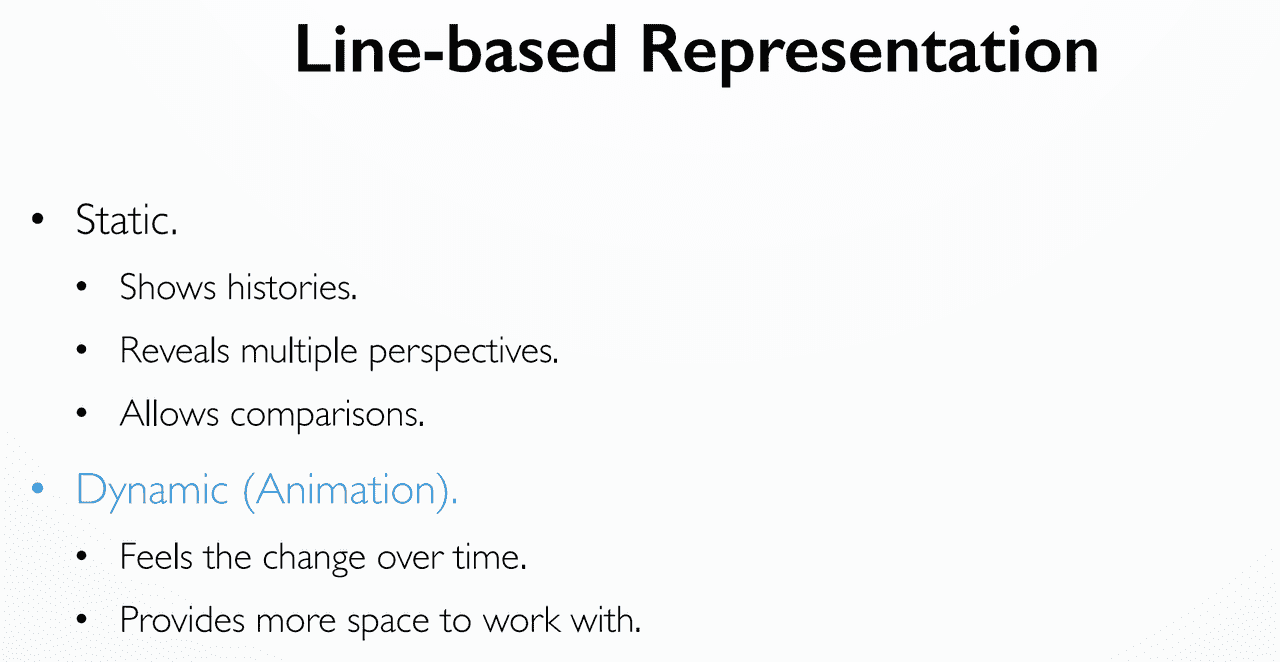 Line-based Representation
• Static.
• Shows histories.
• Reveals multiple perspectives.
• Allows comparisons.
• Dynamic (Animation).
• Feels the change over time.
• Provides more space to work with.